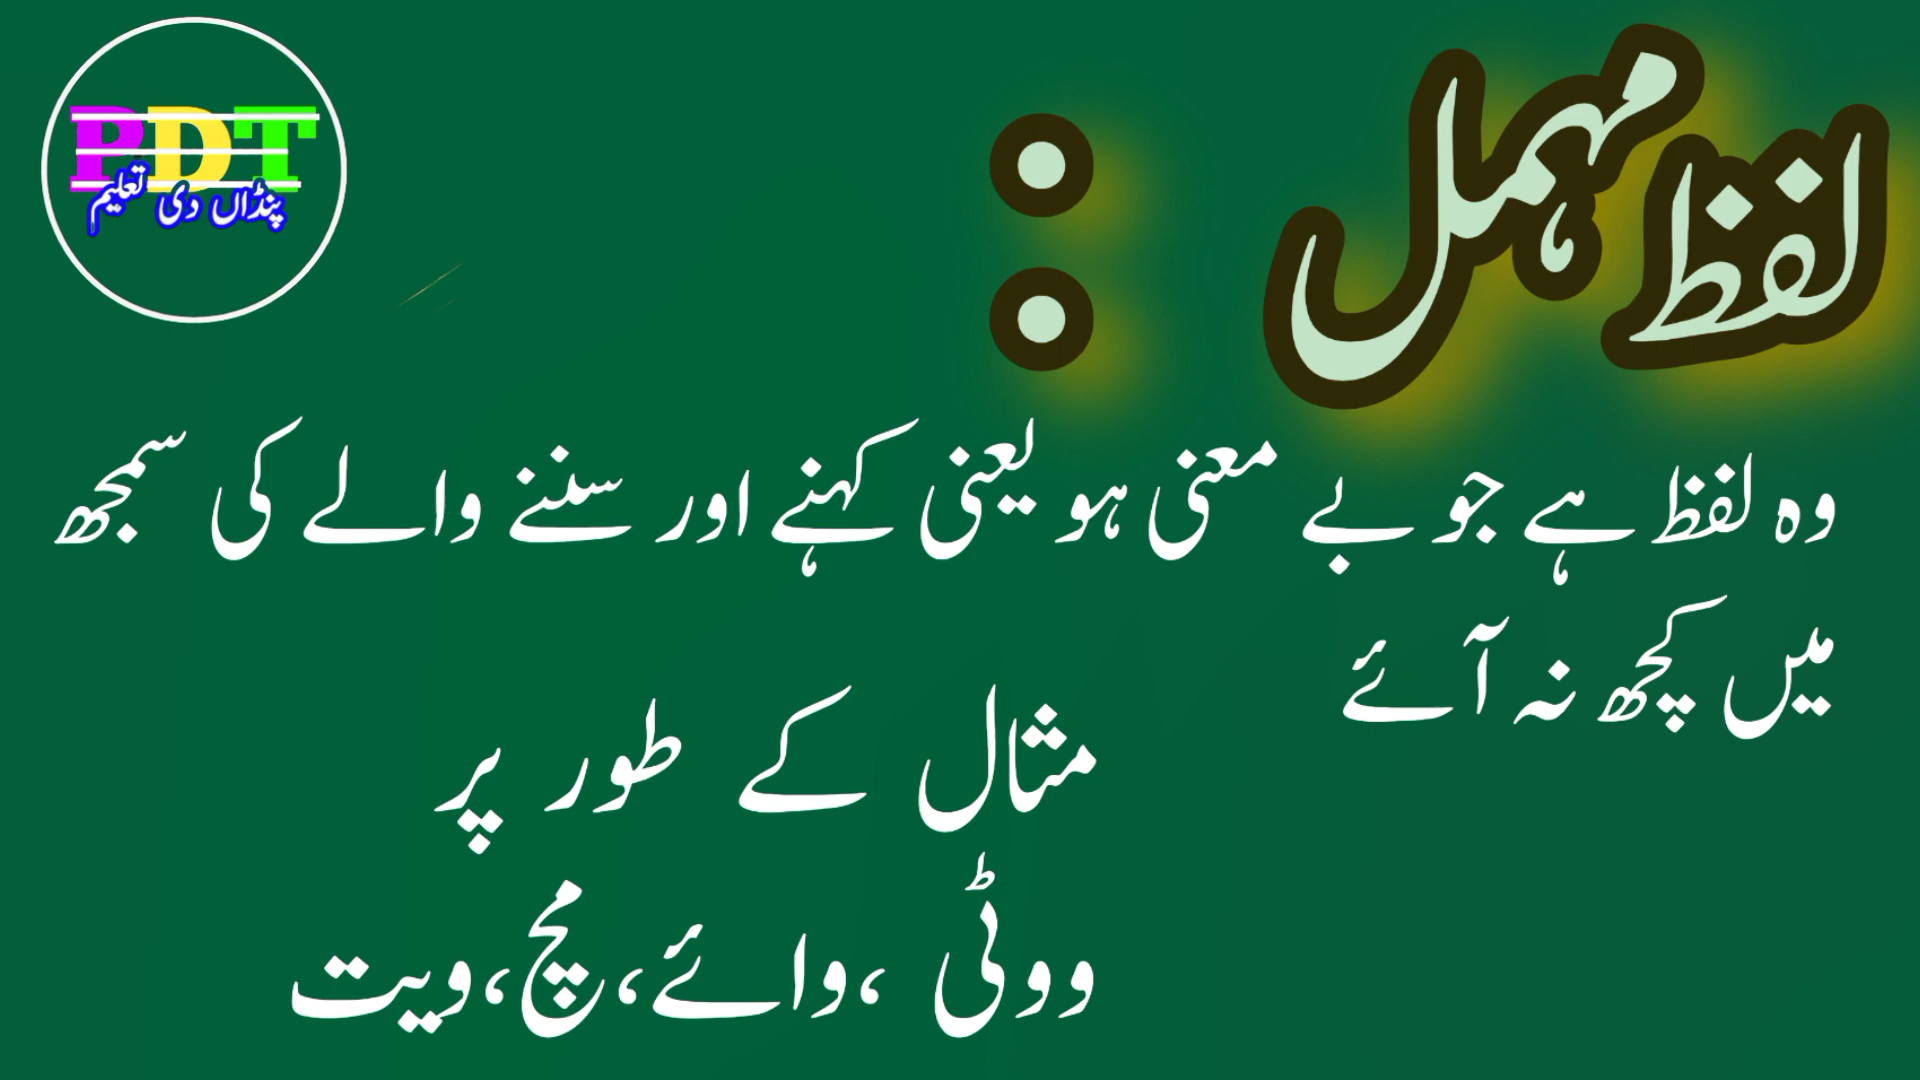 PDT
پنڈاں دی تعلیم
لفظ مہمل :
وہ لفظ ہے جو بے معنی ہو یعنی کہنے اور سننے والے کی سمجھ
میں کچھ نہ آئے
مثال کے طور پر
ووٹی ،وائے،مچ،ویت